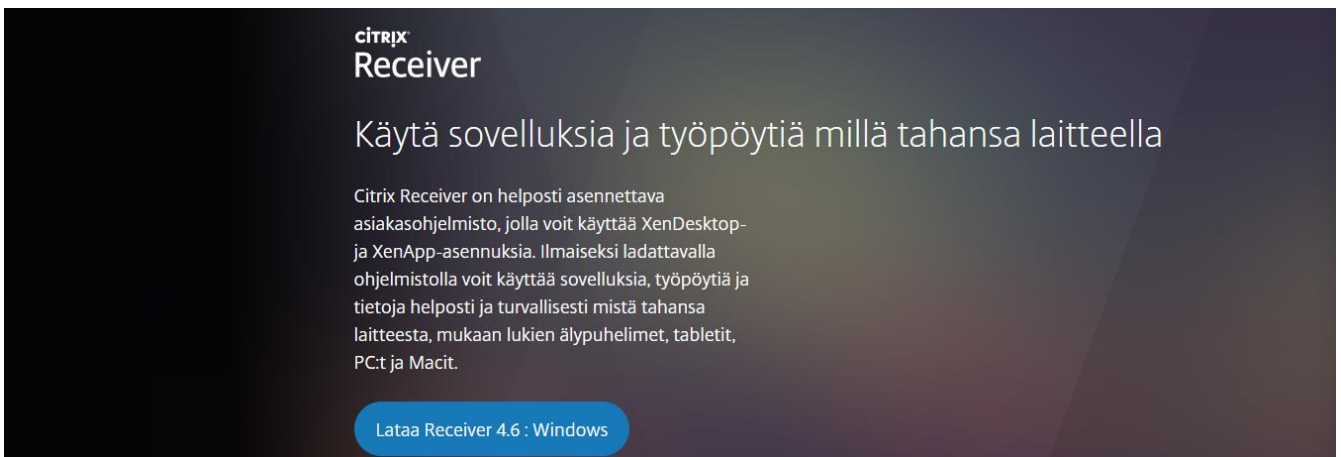 CİTRIX
Receiver
Käytä sovelluksia ja työpöytiä millä tahansa laitteella
Citrix Receiver on helposti asennettava
asiakasohjelmisto, jolla voit käyttää XenDesktop-
ja XenApp-asennuksia. Ilmaiseksi ladattavalla
ohjelmistolla voit käyttää sovelluksia, työpöytiä ja
tietoja helposti ja turvallisesti mistä tahansa
laitteesta, mukaan lukien älypuhelimet, tabletit,
PC:t ja Macit.
Lataa Receiver 4.6 : Windows